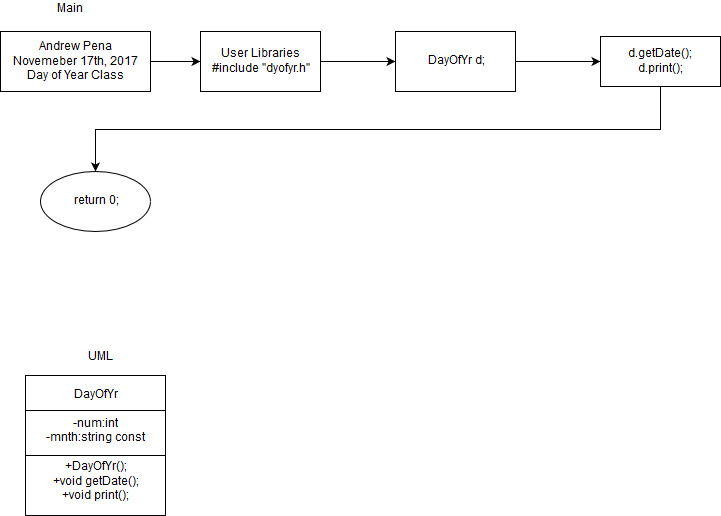 Main
Andrew Pena
Novemeber 17th, 2017
Day of Year Class
User Libraries
#include "dyofyr.h"
DayOfYr d;
d.getDate();
d.print();
return 0;
UML
DayOfYr
-num:int
-mnth:string const
+DayOfYr();
+void getDate();
+void print();